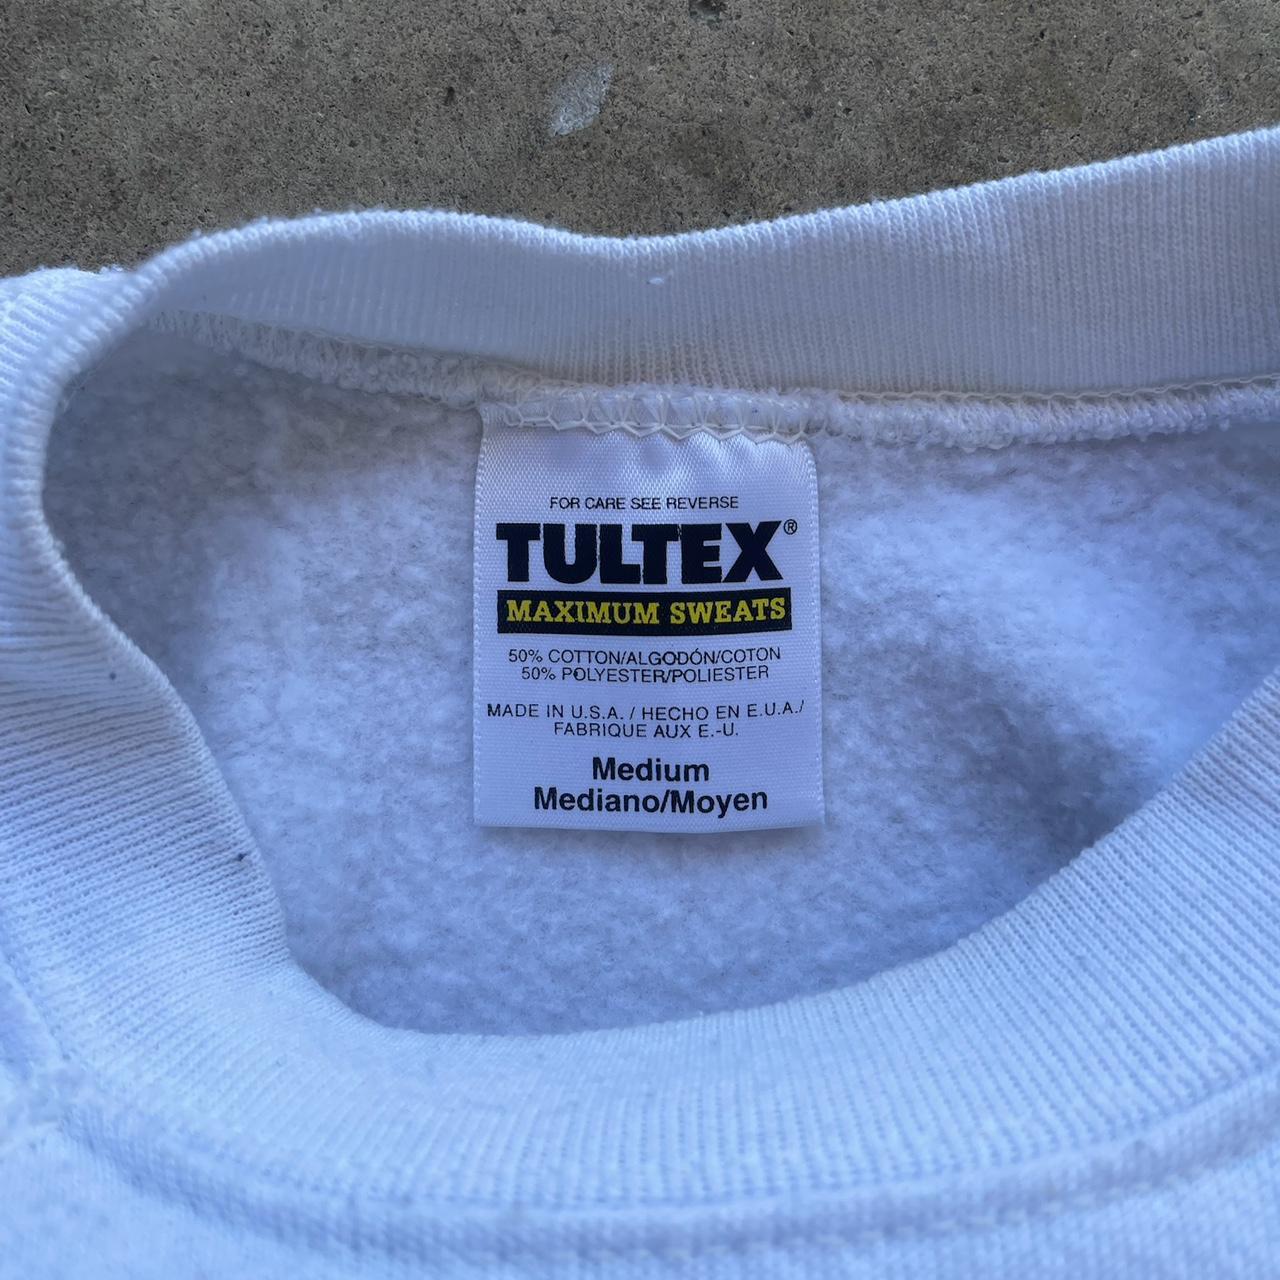 FOR CARE SEE REVERSE
TULTEX®
MAXIMUM SWEATS
50% COTTON/ALGODÓN/COTON
50% POLYESTER/POLIESTER
MADE IN U.S.A. / HECHO EN E.U.A./
FABRIQUE AUX E.-U.
Medium
Mediano/Moyen